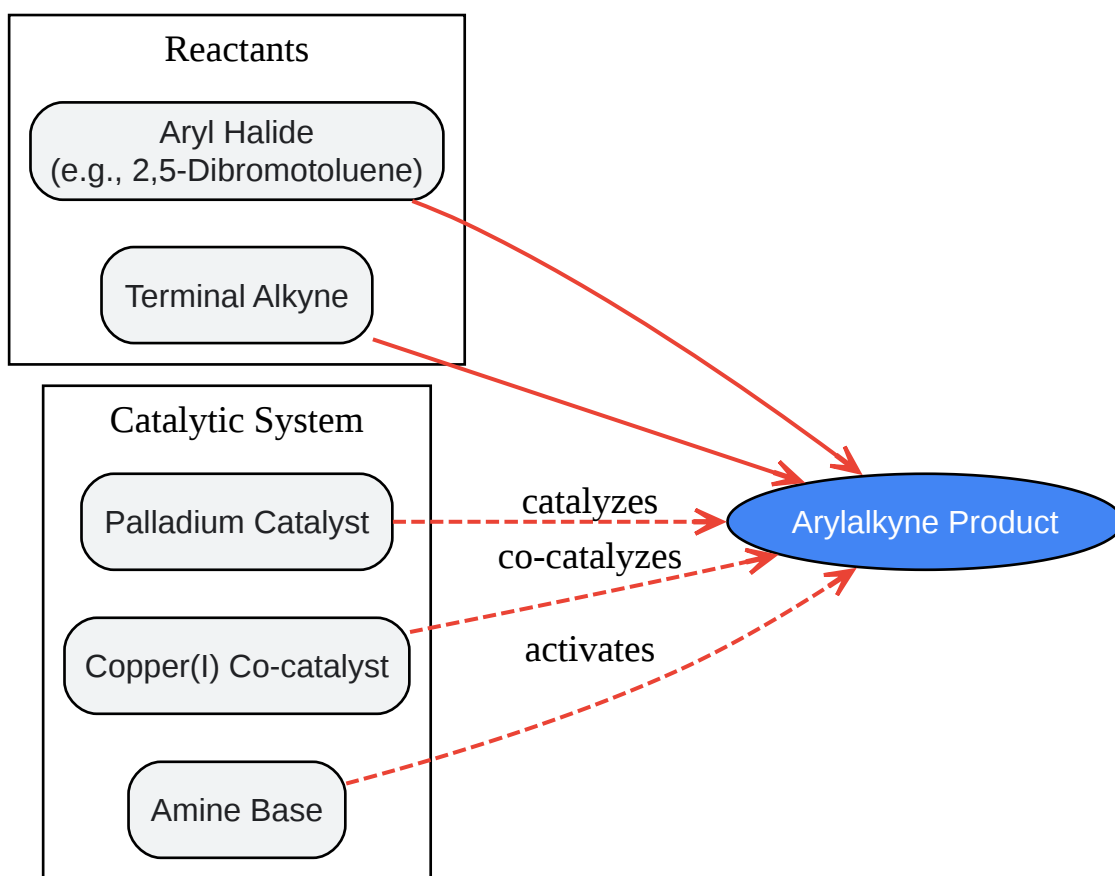 Reactants
Aryl Halide
(e.g., 2,5-Dibromotoluene)
Terminal Alkyne
Catalytic System
Palladium Catalyst
Copper(I) Co-catalyst
Amine Base
catalyzes
co-catalyzes
activates
Arylalkyne Product